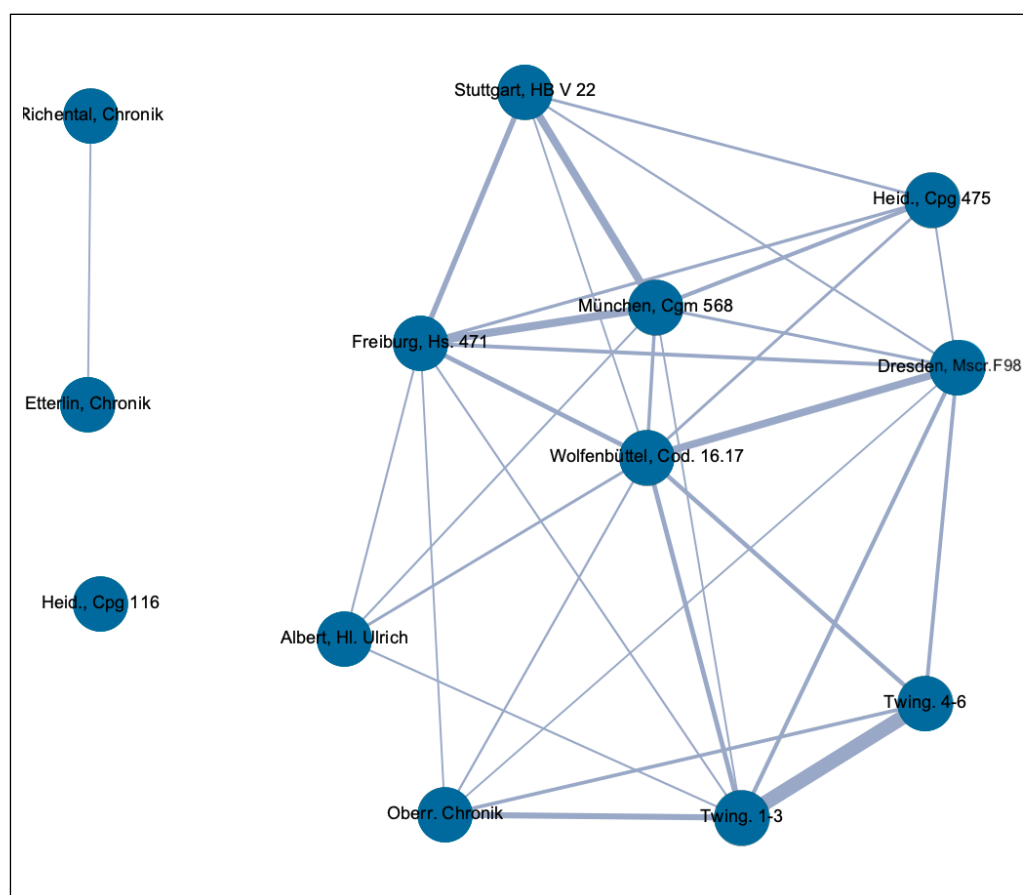 Stuttgart, HB V 22
Richental, Chronik
Heid., Cpg 475
München, Cgm 568
Freiburg, Hs. 471
Dresden, Mscr.F98
Etterlin, Chronik
Wolfenbüttel, Cod. 16.17
Heid., Cpg 116
Albert, Hl. Ulrich
Twing. 4-6
Oberr. Chronik
Twing. 1-3